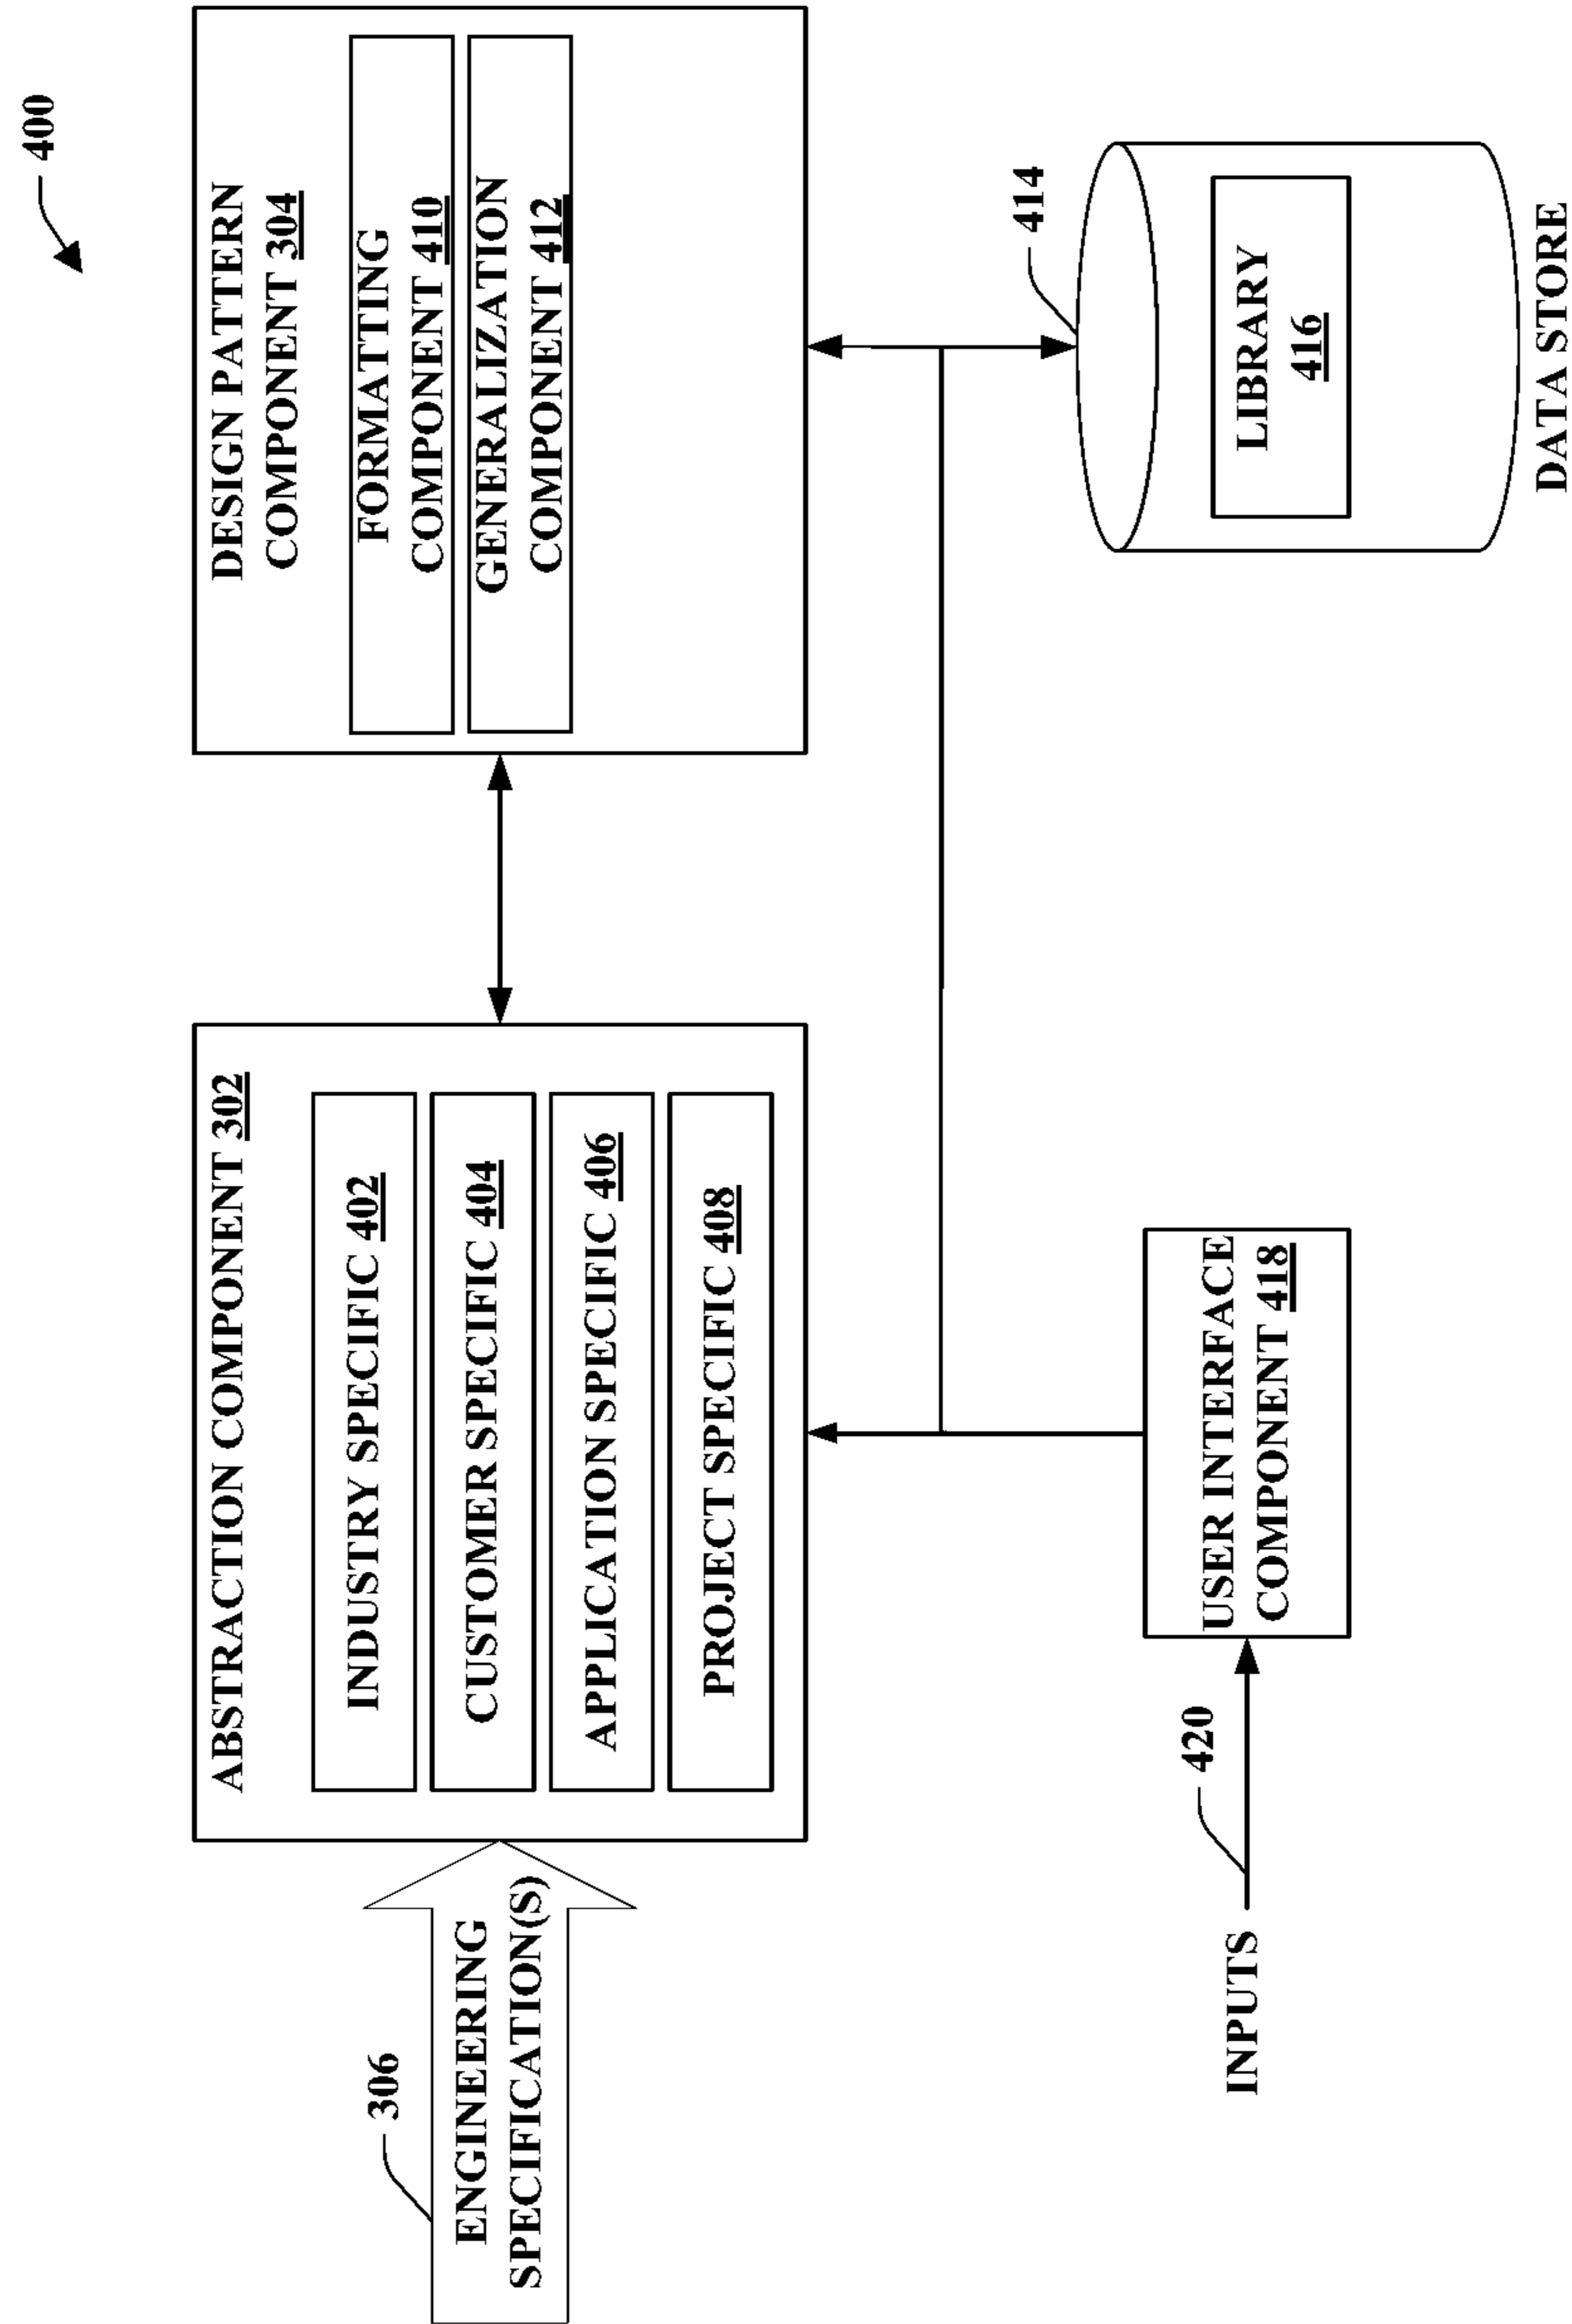 400
306
ENGINEERING
SPECIFICATION(S)
ABSTRACTION COMPONENT 302
INDUSTRY SPECIFIC 402
CUSTOMER SPECIFIC 404
APPLICATION SPECIFIC 406
PROJECT SPECIFIC 408
DESIGN PATTERN
COMPONENT 304
FORMATTING
COMPONENT 410
GENERALIZATION
COMPONENT 412
INPUTS
420
USER INTERFACE
COMPONENT 418
414
LIBRARY
416
DATA STORE